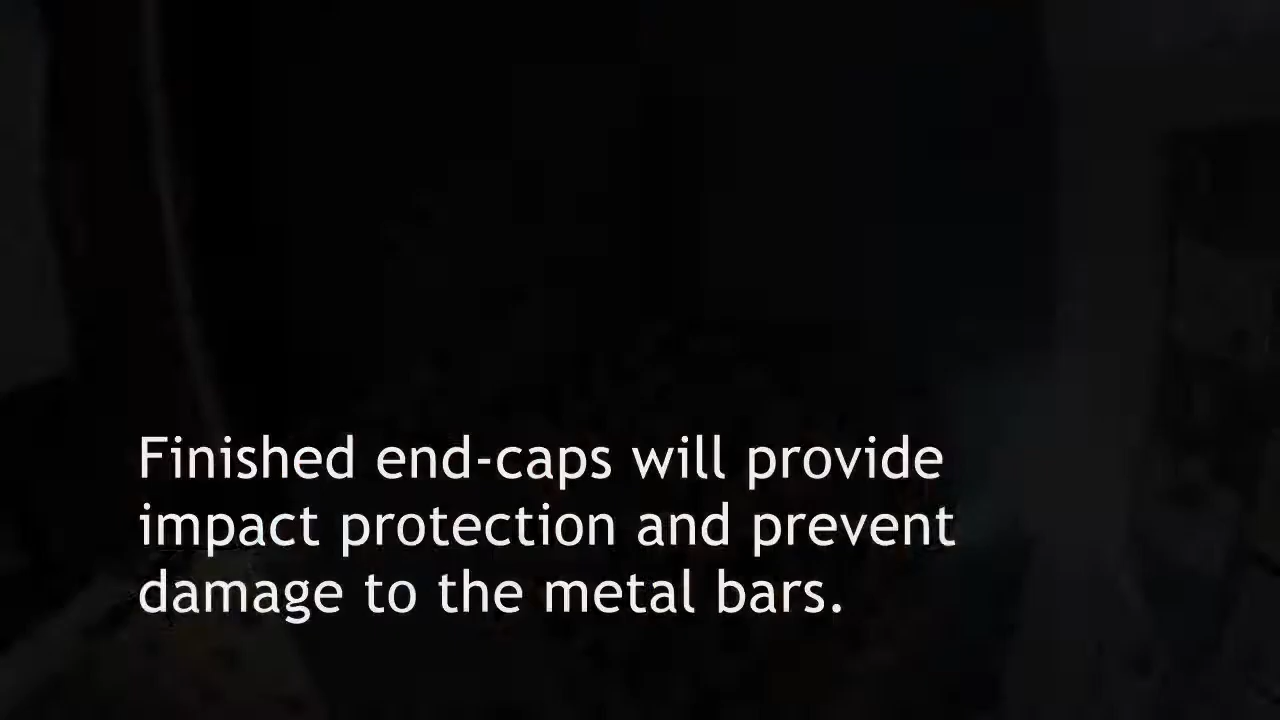 Finished end-caps will provide
impact protection and prevent
damage to the metal bars.